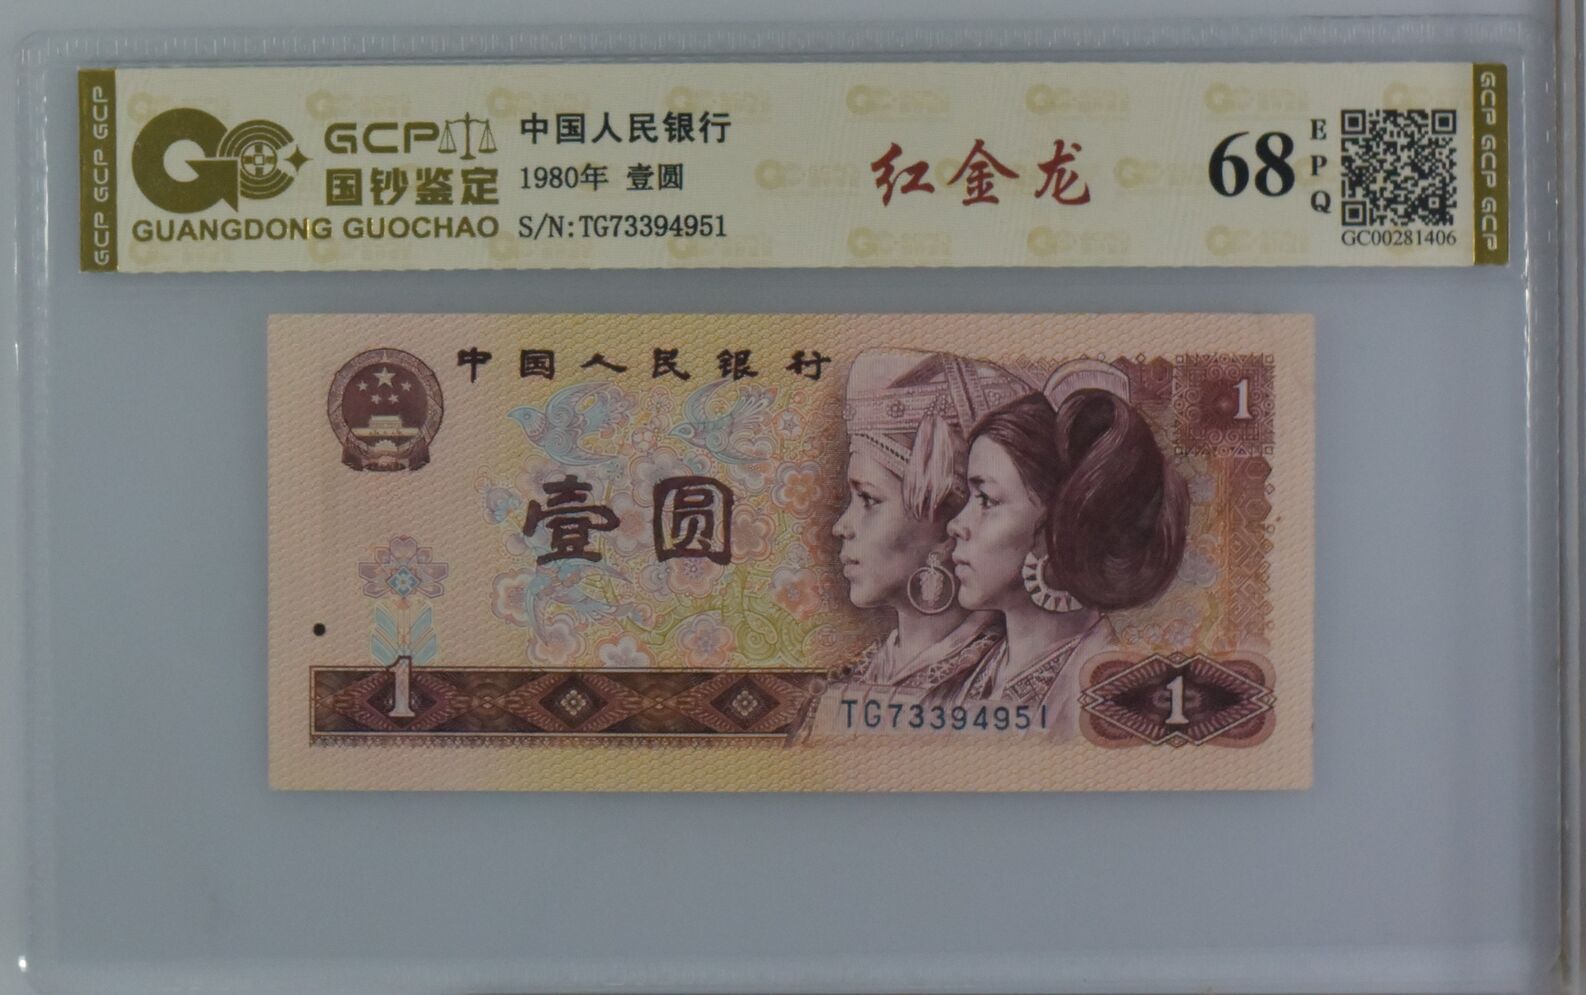 GCP GCP GCP
GCP
国钞鉴定
GUANGDONG GUOCHAO
中国人民银行
1980年 壹圆
S/N:TG73394951
红金龙
68
EPQ
GC00281406
GCP GCP GCP
中国人民银行
1
壹圆
1
TG73394951
1